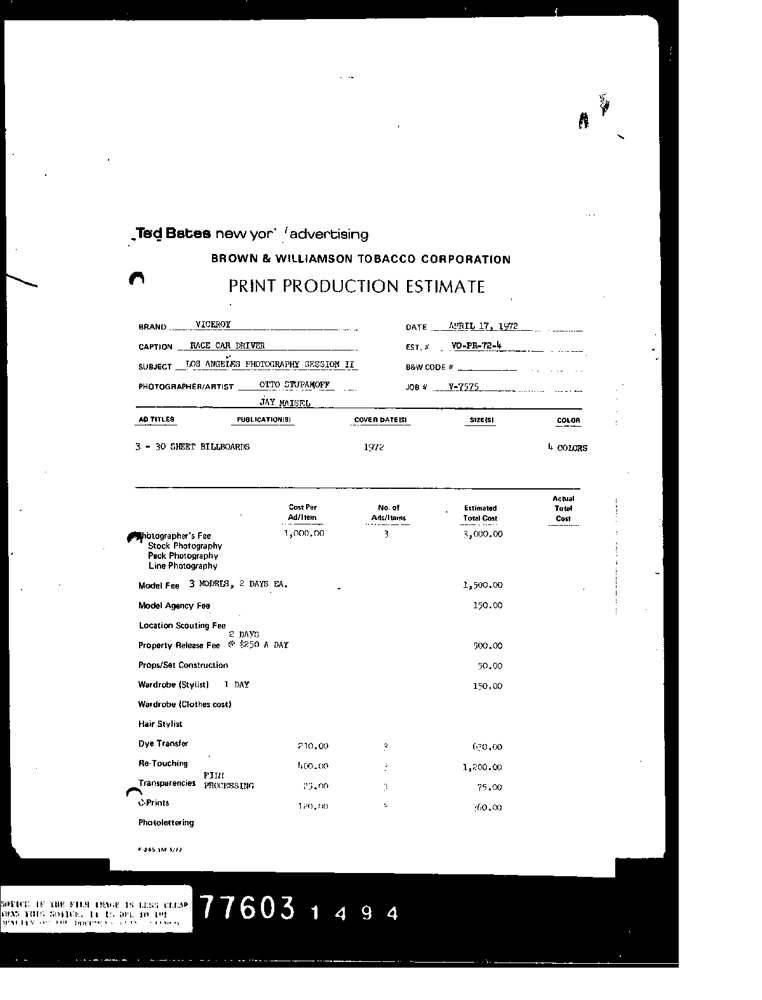 Ted Bates new yor / advertising
BROWN & WILLIAMSON TOBACCO CORPORATION
PRINT PRODUCTION ESTIMATE
BRAND VICEROY DATE APRIL 17, 1972
CAPTION RACE CAR DRIVER EST. # VO-PR-72-4
SUBJECT LOS ANGELES PHOTOGRAPHY SESSION II B&W CODE #
PHOTOGRAPHER/ARTIST OTTO STUPAKOFF JOB # V-7575
JAY MAISEL
AD TITLES PUBLICATION(S) COVER DATE(S) SIZE(S) COLOR
3 - 30 SHEET BILLBOARDS 1972 4 COLORS
Cost Per Ad/Item No. of Ads/Items Estimated Total Cost Actual Total Cost
Photographer's Fee 1,000.00 3 3,000.00
Stock Photography
Pack Photography
Line Photography
Model Fee 3 MODELS, 2 DAYS EA. 1,500.00
Model Agency Fee 150.00
Location Scouting Fee
2 DAYS
Property Release Fee @ $250 A DAY 500.00
Props/Set Construction 50.00
Wardrobe (Stylist) 1 DAY 150.00
Wardrobe (Clothes cost)
Hair Stylist
Dye Transfer 210.00 3 630.00
Re-Touching 400.00 3 1,200.00
FILM
Transparencies PROCESSING 25.00 3 75.00
C-Prints 120.00 3 360.00
Photolettering
NOTICE IF THE FILM IMAGE IS LESS CLEAR
THAN THIS NOTICE, IT IS DUE TO THE
QUALITY OF THE DOCUMENT
77603 1494